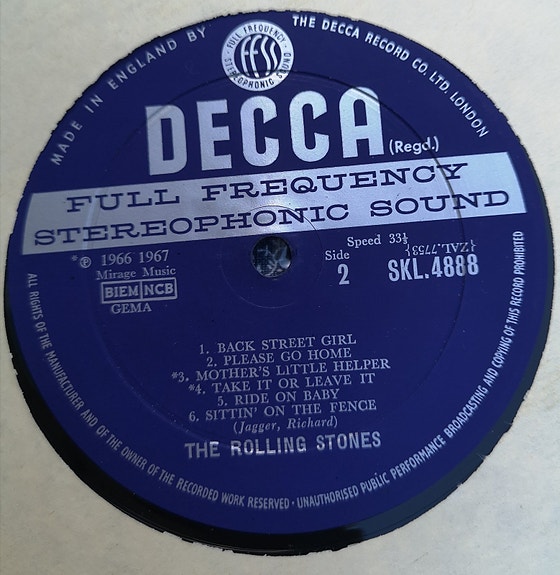 MADE IN ENGLAND BY
THE DECCA RECORD CO. LTD. LONDON
FULL FREQUENCY
ffss
STEREOPHONIC SOUND
DECCA (Regd.)
FULL FREQUENCY
STEREOPHONIC SOUND
*℗ 1966 1967
Mirage Music
BIEM NCB
GEMA
Speed 33⅓
Side
2
{ZAL.7753}
SKL.4888
1. BACK STREET GIRL
2. PLEASE GO HOME
*3. MOTHER'S LITTLE HELPER
*4. TAKE IT OR LEAVE IT
5. RIDE ON BABY
6. SITTIN' ON THE FENCE
(Jagger, Richard)
THE ROLLING STONES
ALL RIGHTS OF THE MANUFACTURER AND OF THE OWNER OF THE RECORDED WORK RESERVED · UNAUTHORISED PUBLIC PERFORMANCE BROADCASTING AND COPYING OF THIS RECORD PROHIBITED